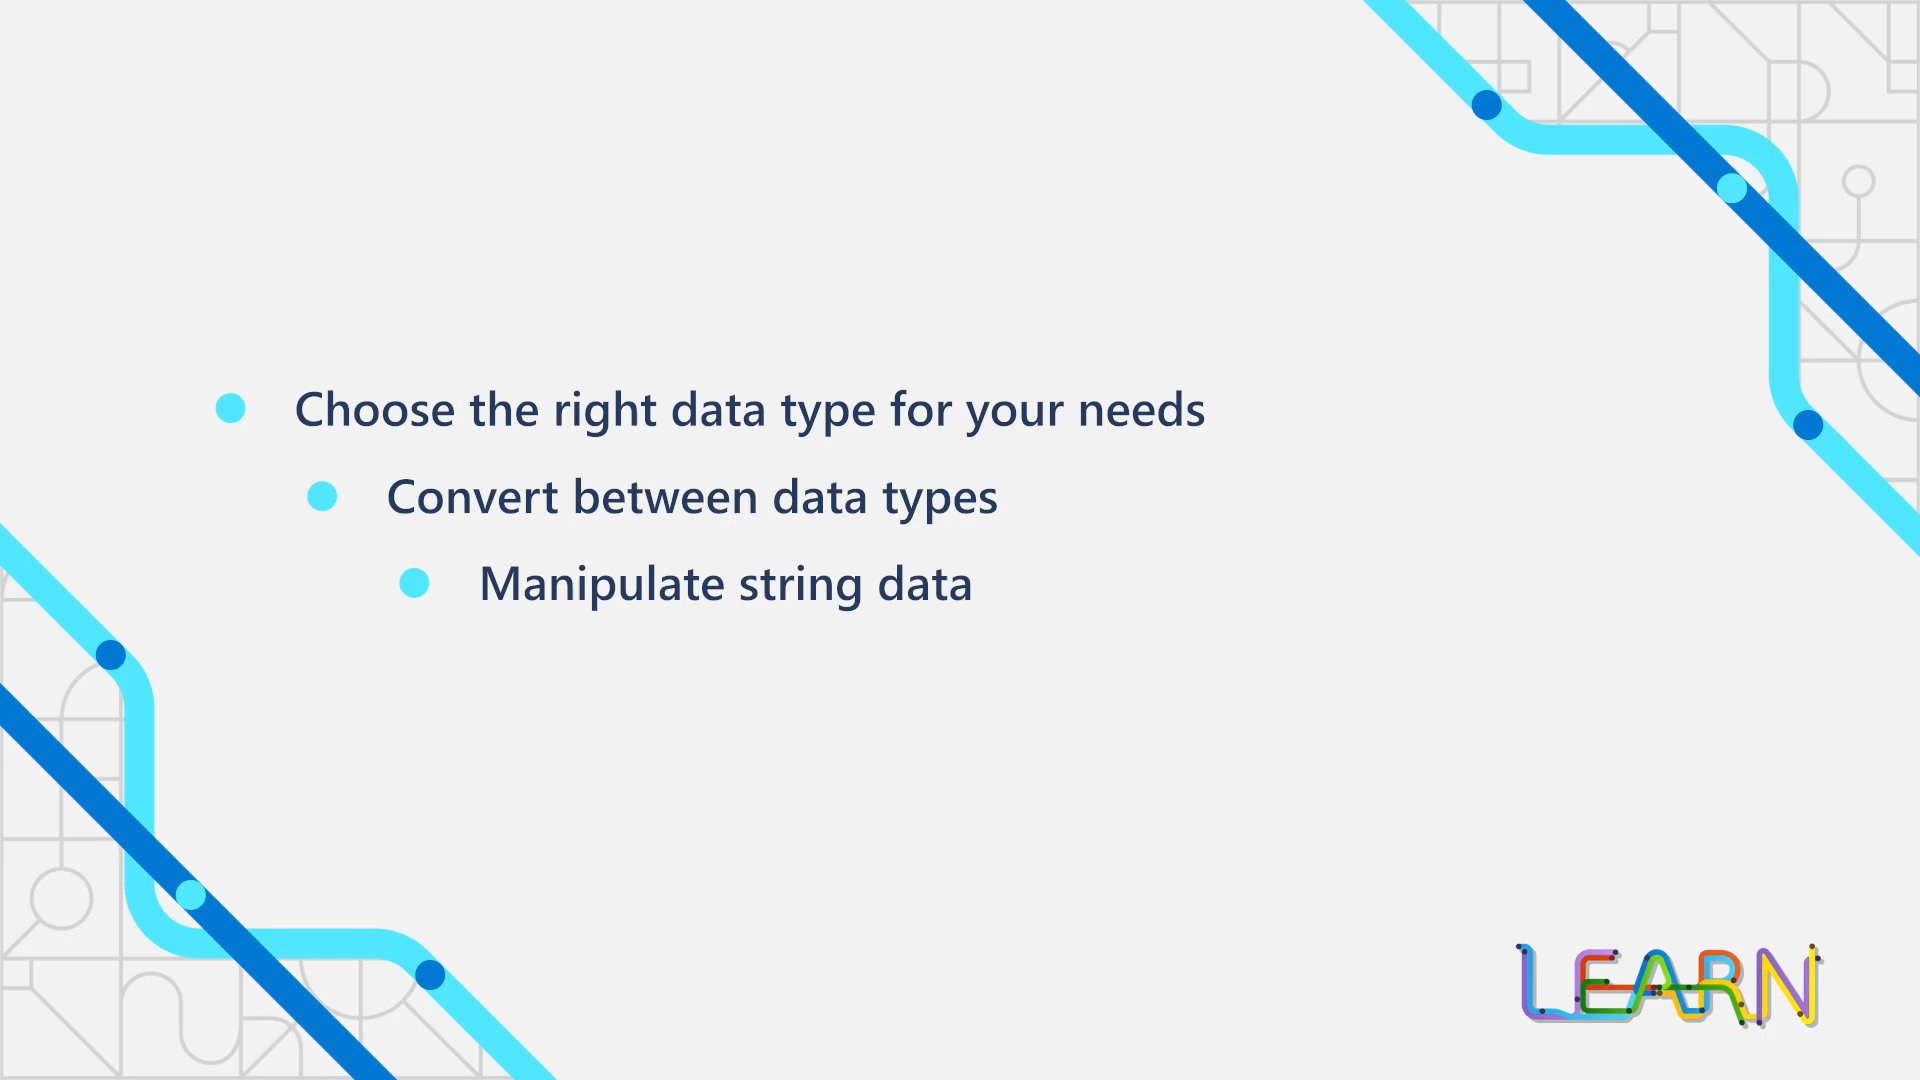 Choose the right data type for your needs
Convert between data types
Manipulate string data
LEARN